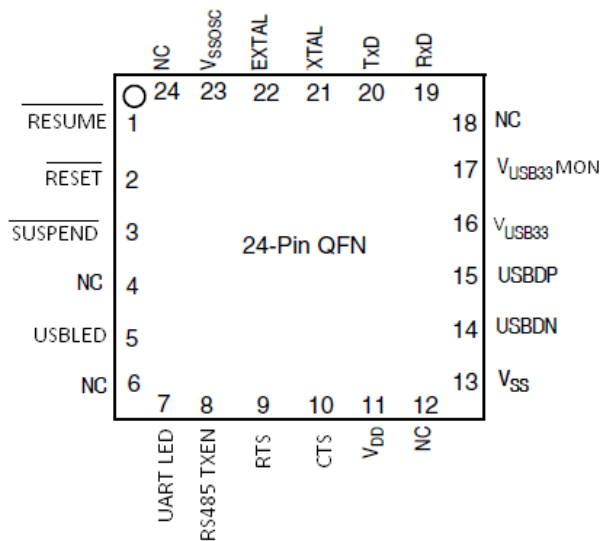 NC
VSSOSC
EXTAL
XTAL
TxD
RxD
24 23 22 21 20 19
RESUME 1
RESET 2
SUSPEND 3
NC 4
USBLED 5
NC 6
24-Pin QFN
18 NC
17 VUSB33MON
16 VUSB33
15 USBDP
14 USBDN
13 VSS
7 8 9 10 11 12
UART LED
RS485 TXEN
RTS
CTS
VDD
NC